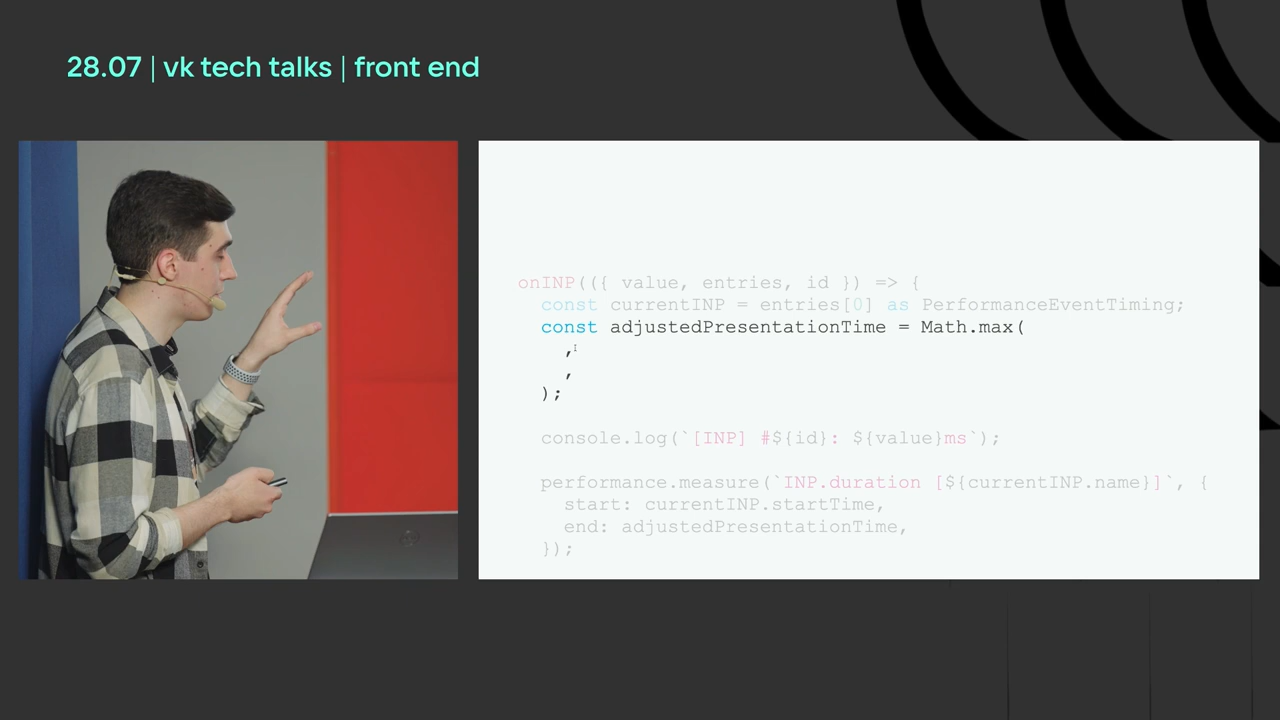 28.07 | vk tech talks | front end
onINP(({ value, entries, id }) => {
const currentINP = entries[0] as PerformanceEventTiming;
const adjustedPresentationTime = Math.max(
,
,
);
console.log(`[INP] #${id}: ${value}ms`);
performance.measure(`INP.duration [${currentINP.name}]`, {
start: currentINP.startTime,
end: adjustedPresentationTime,
});